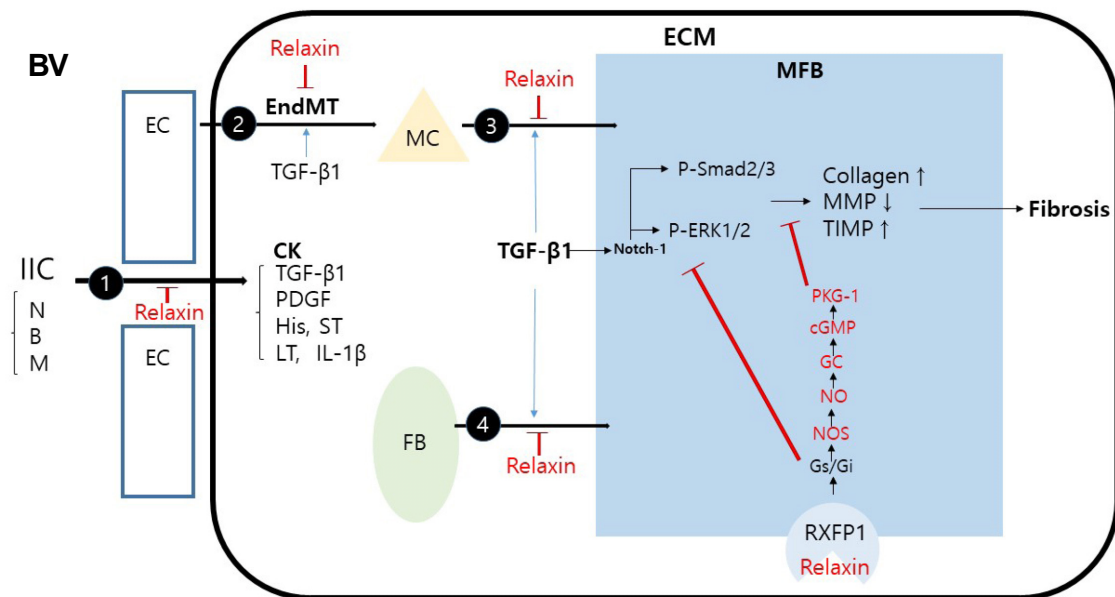 ECM
BV
Relaxin
EndMT
TGF-β1
EC
2
MC
3
Relaxin
MFB
P-Smad2/3
P-ERK1/2
TGF-β1
Notch-1
Collagen ↑
MMP ↓
TIMP ↑
Fibrosis
IIC
N
B
M
1
Relaxin
CK
TGF-β1
PDGF
His, ST
LT, IL-1β
EC
FB
4
Relaxin
PKG-1
cGMP
GC
NO
NOS
Gs/Gi
RXFP1
Relaxin